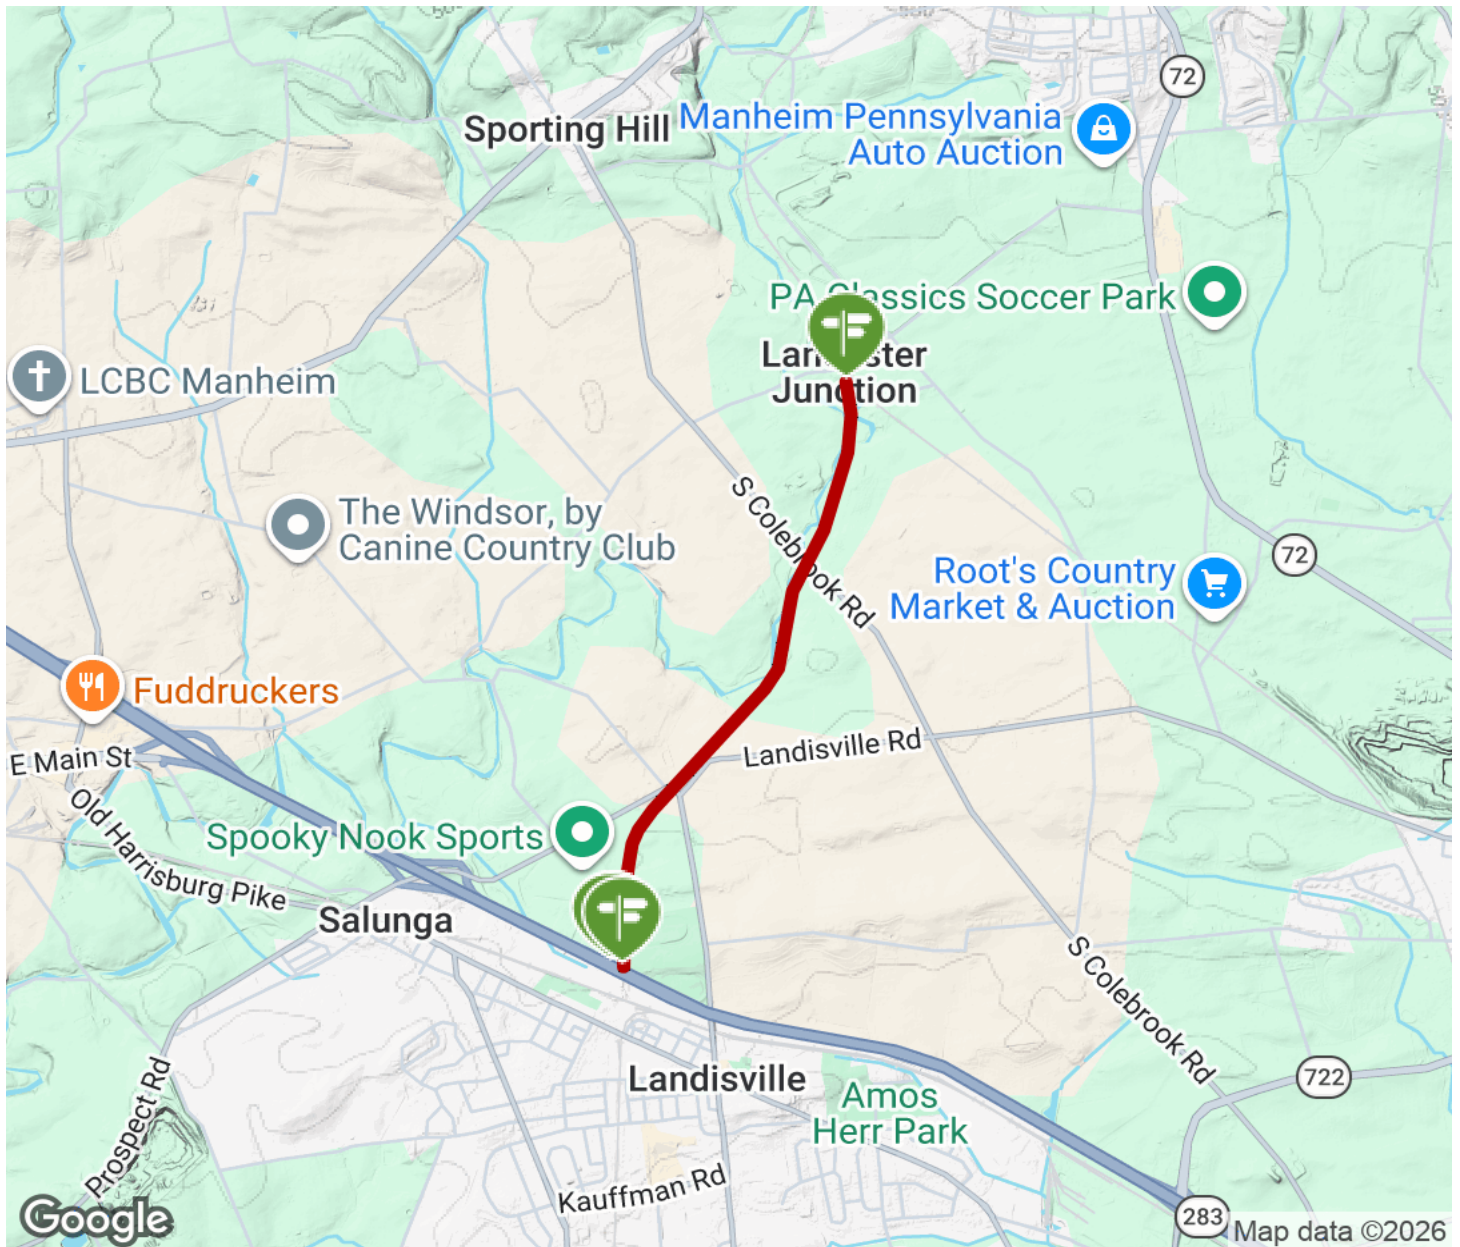 72
Sporting Hill
Manheim Pennsylvania
Auto Auction
PA Classics Soccer Park
Lancaster
Junction
LCBC Manheim
S Colebrook Rd
The Windsor, by
Canine Country Club
72
Root's Country
Market & Auction
Fuddruckers
E Main St
Landisville Rd
Old Harrisburg Pike
Spooky Nook Sports
Salunga
S Colebrook Rd
Landisville
Amos
Herr Park
722
Prospect Rd
Kauffman Rd
283
Google
Map data ©2026